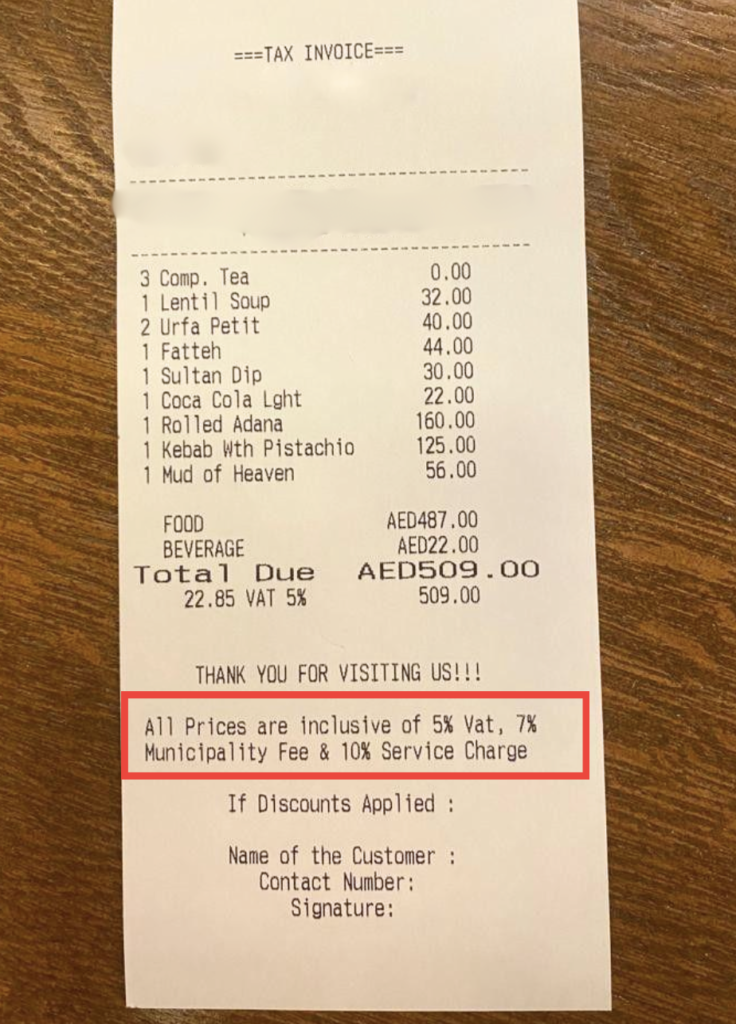 ===TAX INVOICE===
3 Comp. Tea 0.00
1 Lentil Soup 32.00
2 Urfa Petit 40.00
1 Fatteh 44.00
1 Sultan Dip 30.00
1 Coca Cola Lght 22.00
1 Rolled Adana 160.00
1 Kebab Wth Pistachio 125.00
1 Mud of Heaven 56.00
FOOD AED487.00
BEVERAGE AED22.00
Total Due AED509.00
22.85 VAT 5% 509.00
THANK YOU FOR VISITING US!!!
All Prices are inclusive of 5% Vat, 7%
Municipality Fee & 10% Service Charge
If Discounts Applied :
Name of the Customer :
Contact Number:
Signature: